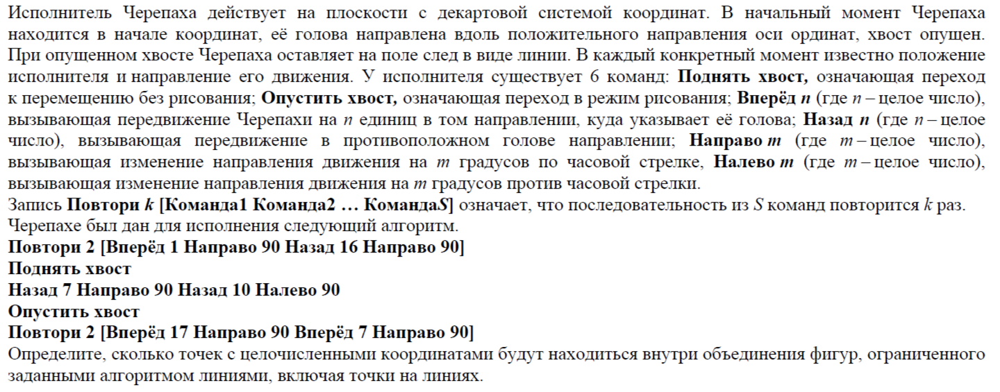 Исполнитель Черепаха действует на плоскости с декартовой системой координат. В начальный момент Черепаха
находится в начале координат, её голова направлена вдоль положительного направления оси ординат, хвост опущен.
При опущенном хвосте Черепаха оставляет на поле след в виде линии. В каждый конкретный момент известно положение
исполнителя и направление его движения. У исполнителя существует 6 команд: Поднять хвост, означающая переход
к перемещению без рисования; Опустить хвост, означающая переход в режим рисования; Вперёд n (где n – целое число),
вызывающая передвижение Черепахи на n единиц в том направлении, куда указывает её голова; Назад n (где n – целое
число), вызывающая передвижение в противоположном голове направлении; Направо m (где m – целое число),
вызывающая изменение направления движения на m градусов по часовой стрелке, Налево m (где m – целое число),
вызывающая изменение направления движения на m градусов против часовой стрелки.
Запись Повтори k [Команда1 Команда2 … КомандаS] означает, что последовательность из S команд повторится k раз.
Черепахе был дан для исполнения следующий алгоритм.
Повтори 2 [Вперёд 1 Направо 90 Назад 16 Направо 90]
Поднять хвост
Назад 7 Направо 90 Назад 10 Налево 90
Опустить хвост
Повтори 2 [Вперёд 17 Направо 90 Вперёд 7 Направо 90]
Определите, сколько точек с целочисленными координатами будут находиться внутри объединения фигур, ограниченного
заданными алгоритмом линиями, включая точки на линиях.